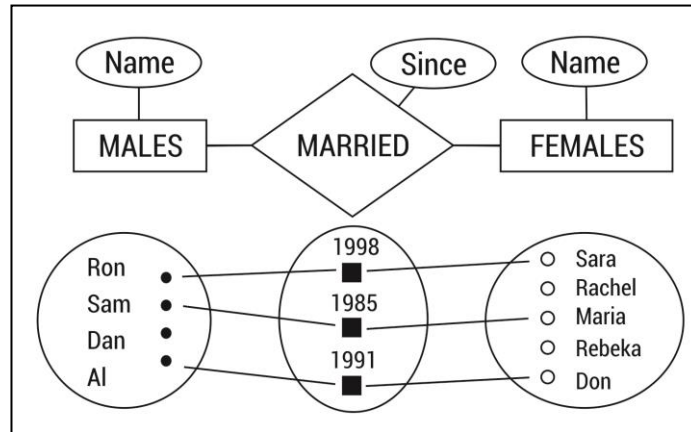 Name Since Name
MALES MARRIED FEMALES
1998
1985
1991
Ron
Sam
Dan
Al
Sara
Rachel
Maria
Rebeka
Don